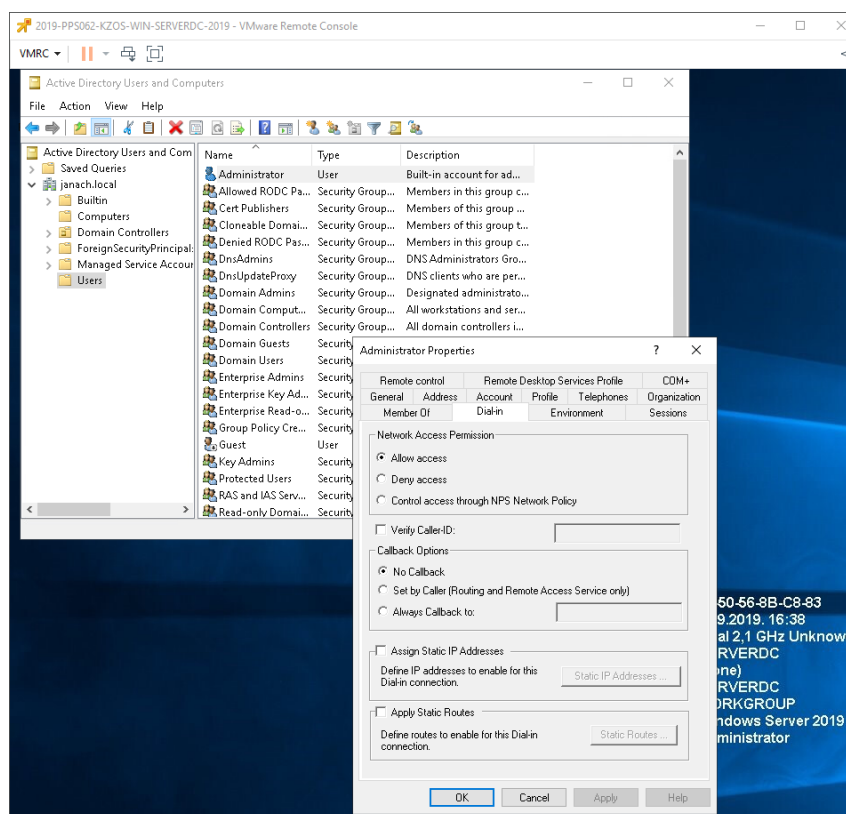 2019-PPS062-KZOS-WIN-SERVERDC-2019 - VMware Remote Console
VMRC
Active Directory Users and Computers
File Action View Help
Active Directory Users and Com
Saved Queries
janach.local
Builtin
Computers
Domain Controllers
ForeignSecurityPrincipal:
Managed Service Accour
Users
Name Type Description
Administrator User Built-in account for ad...
Allowed RODC Pa... Security Group... Members in this group c...
Cert Publishers Security Group... Members of this group ...
Cloneable Domai... Security Group... Members of this group t...
Denied RODC Pas... Security Group... Members in this group c...
DnsAdmins Security Group... DNS Administrators Gro...
DnsUpdateProxy Security Group... DNS clients who are per...
Domain Admins Security Group... Designated administrato...
Domain Comput... Security Group... All workstations and ser...
Domain Controllers Security Group... All domain controllers i...
Domain Guests Security
Domain Users Security
Enterprise Admins Security
Enterprise Key Ad... Security
Enterprise Read-o... Security
Group Policy Cre... Security
Guest User
Key Admins Security
Protected Users Security
RAS and IAS Serv... Security
Read-only Domai... Security
Administrator Properties ?
Remote control Remote Desktop Services Profile COM+
General Address Account Profile Telephones Organization
Member Of Dial-in Environment Sessions
Network Access Permission
Allow access
Deny access
Control access through NPS Network Policy
Verify Caller-ID:
Callback Options
No Callback
Set by Caller (Routing and Remote Access Service only)
Always Callback to:
Assign Static IP Addresses
Define IP addresses to enable for this
Dial-in connection.
Static IP Addresses ...
Apply Static Routes
Define routes to enable for this Dial-in
connection.
Static Routes ...
OK Cancel Apply Help
50-56-8B-C8-83
9.2019. 16:38
al 2,1 GHz Unknow
RVERDC
ne)
RVERDC
RKGROUP
ndows Server 2019
ministrator